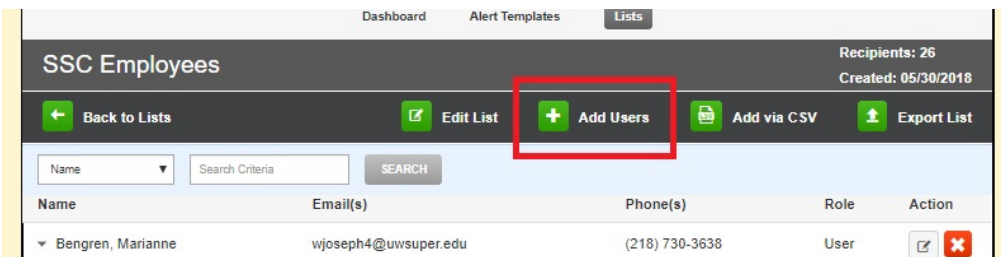 Dashboard Alert Templates Lists
SSC Employees
Recipients: 26
Created: 05/30/2018
Back to Lists Edit List Add Users Add via CSV Export List
Name Search Criteria SEARCH
Name Email(s) Phone(s) Role Action
Bengren, Marianne wjoseph4@uwsuper.edu (218) 730-3638 User